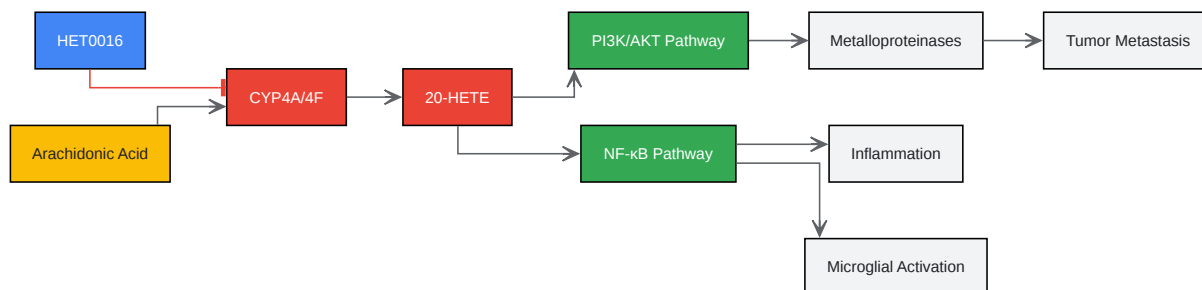 HET0016
PI3K/AKT Pathway
Metalloproteinases
Tumor Metastasis
CYP4A/4F
20-HETE
Arachidonic Acid
NF-κB Pathway
Inflammation
Microglial Activation